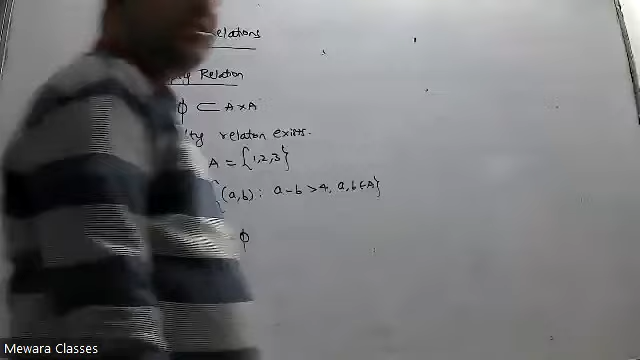 Relations
Relation
ϕ ⊂ A×A
relation exists.
A = {1,2,3}
{(a,b) : a-b > 4, a,b ∈ A}
ϕ
Mewara Classes